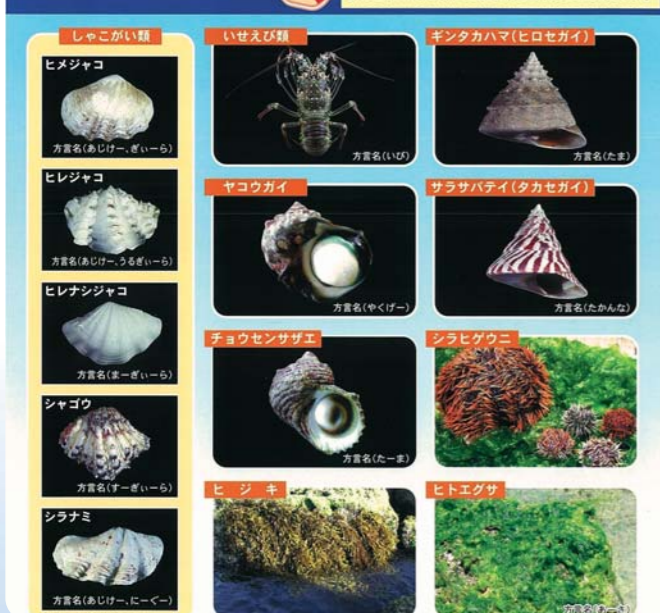 しゃこがい類
ヒメジャコ
方言名(あじけー、ぎぃーら)
ヒレジャコ
方言名(あじけー、うるぎぃーら)
ヒレナシジャコ
方言名(まーぎぃーら)
シャゴウ
方言名(すーぎぃーら)
シラナミ
方言名(あじけー、にーぐー)
いせえび類
方言名(いび)
ギンタカハマ(ヒロセガイ)
方言名(たま)
ヤコウガイ
方言名(やくげー)
サラサバテイ(タカセガイ)
方言名(たかんな)
チョウセンサザエ
方言名(たーま)
シラヒゲウニ
ヒジキ
ヒトエグサ